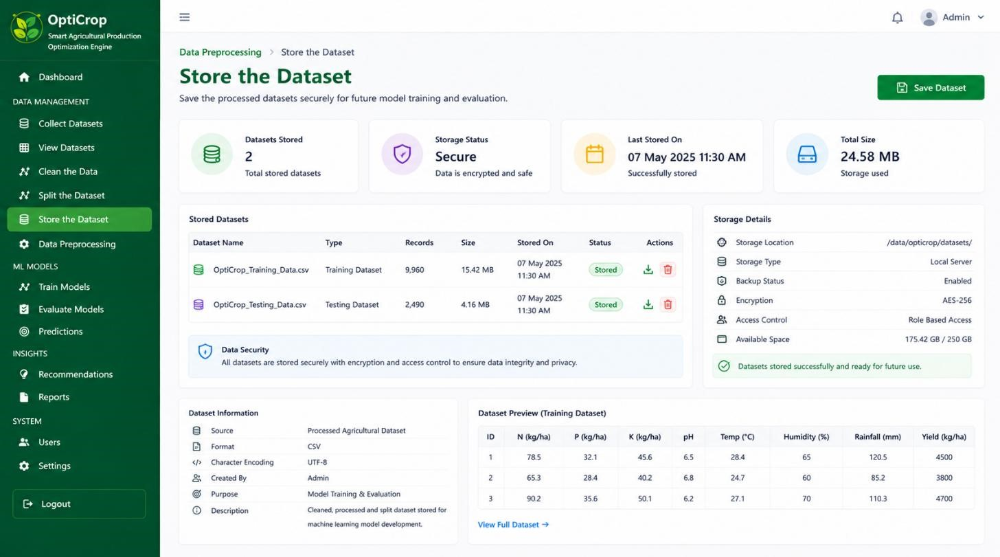 OptiCrop
Smart Agricultural Production
Optimization Engine
Dashboard
DATA MANAGEMENT
Collect Datasets
View Datasets
Clean the Data
Split the Dataset
Store the Dataset
Data Preprocessing
ML MODELS
Train Models
Evaluate Models
Predictions
INSIGHTS
Recommendations
Reports
SYSTEM
Users
Settings
Logout
Admin
Data Preprocessing > Store the Dataset
Store the Dataset
Save the processed datasets securely for future model training and evaluation.
Save Dataset
Datasets Stored
2
Total stored datasets
Storage Status
Secure
Data is encrypted and safe
Last Stored On
07 May 2025 11:30 AM
Successfully stored
Total Size
24.58 MB
Storage used
Stored Datasets
Dataset Name Type Records Size Stored On Status Actions
OptiCrop_Training_Data.csv Training Dataset 9,960 15.42 MB 07 May 2025 11:30 AM Stored
OptiCrop_Testing_Data.csv Testing Dataset 2,490 4.16 MB 07 May 2025 11:30 AM Stored
Data Security
All datasets are stored securely with encryption and access control to ensure data integrity and privacy.
Storage Details
Storage Location /data/opticrop/datasets/
Storage Type Local Server
Backup Status Enabled
Encryption AES-256
Access Control Role Based Access
Available Space 175.42 GB / 250 GB
Datasets stored successfully and ready for future use.
Dataset Information
Source Processed Agricultural Dataset
Format CSV
Character Encoding UTF-8
Created By Admin
Purpose Model Training & Evaluation
Description Cleaned, processed and split dataset stored for
machine learning model development.
Dataset Preview (Training Dataset)
ID N (kg/ha) P (kg/ha) K (kg/ha) pH Temp (°C) Humidity (%) Rainfall (mm) Yield (kg/ha)
1 78.5 32.1 45.6 6.5 28.4 65 120.5 4500
2 65.3 28.4 40.2 6.8 24.7 60 85.2 3800
3 90.2 35.6 50.1 6.2 27.1 70 110.3 4700
View Full Dataset →